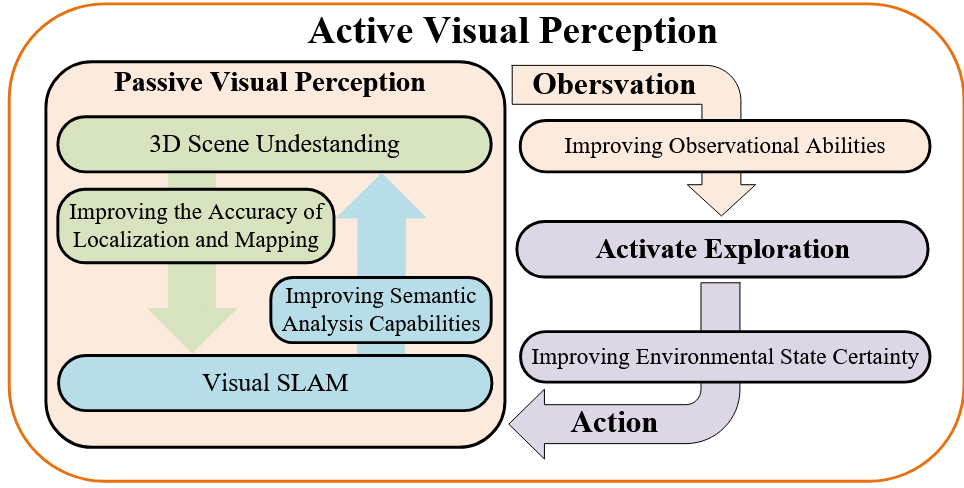 Active Visual Perception
Passive Visual Perception
3D Scene Undestanding
Improving the Accuracy of
Localization and Mapping
Improving Semantic
Analysis Capabilities
Visual SLAM
Obersvation
Improving Observational Abilities
Activate Exploration
Improving Environmental State Certainty
Action